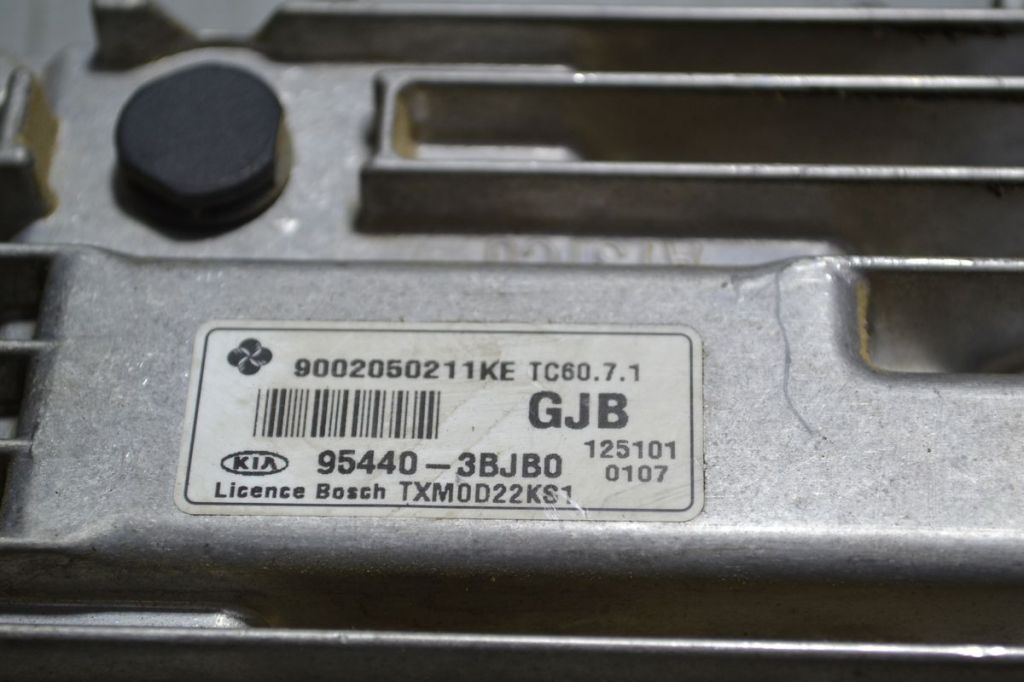 9002050211KE TC60.7.1
GJB
125101
KIA 95440-3BJB0
0107
Licence Bosch TXM0D22KS1